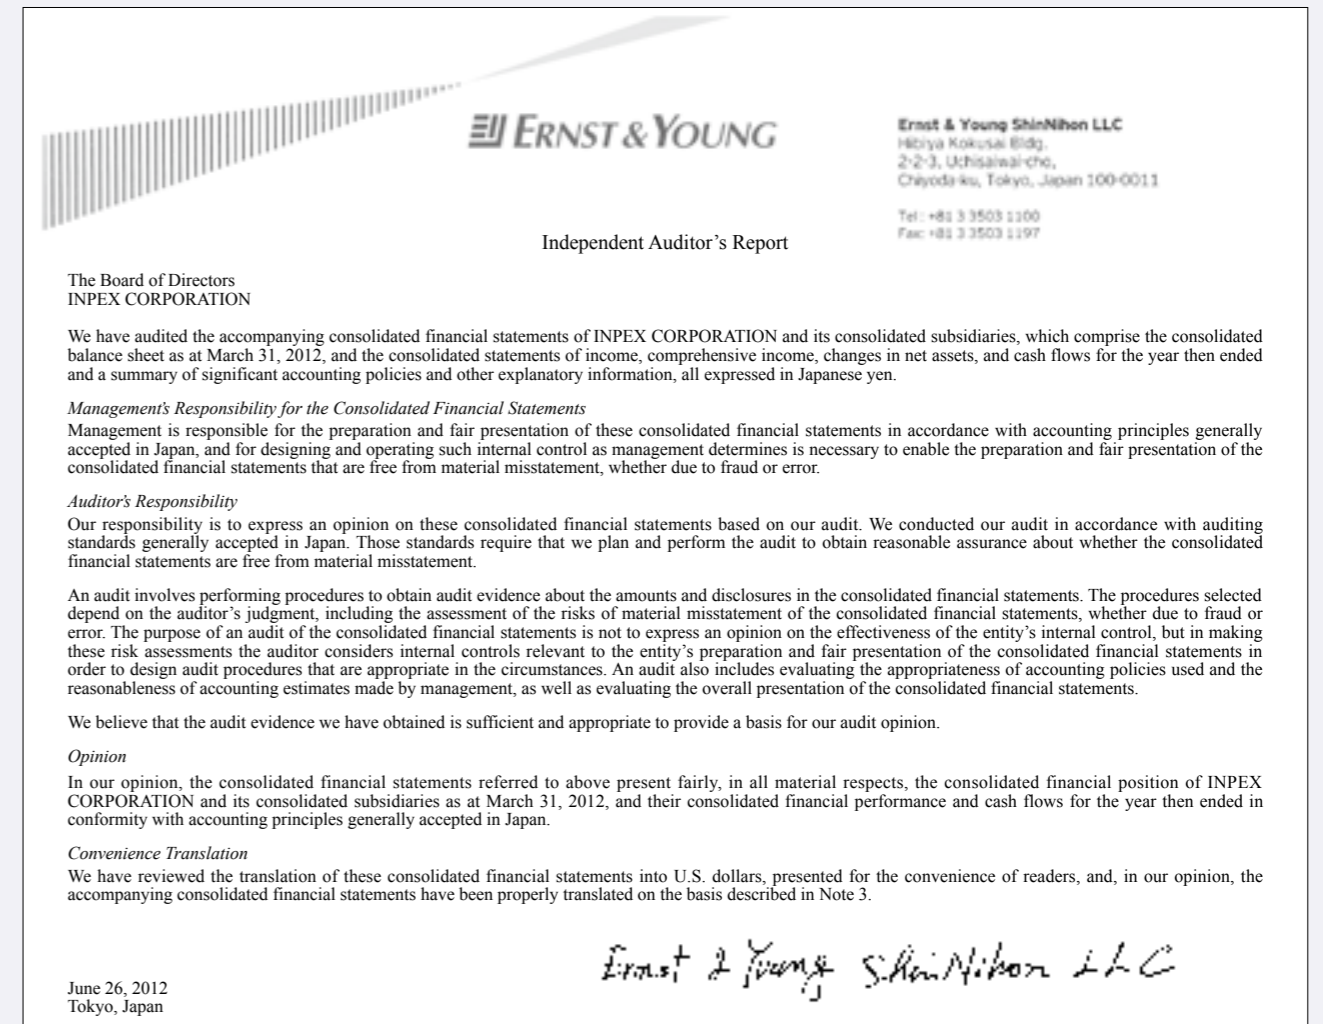 ERNST & YOUNG
Ernst & Young ShinNihon LLC
Hibiya Kokusai Bldg.
2-2-3, Uchisaiwai-cho,
Chiyoda-ku, Tokyo, Japan 100-0011
Tel : +81 3 3503 1100
Fax: +81 3 3503 1197
Independent Auditor’s Report
The Board of Directors
INPEX CORPORATION
We have audited the accompanying consolidated financial statements of INPEX CORPORATION and its consolidated subsidiaries, which comprise the consolidated
balance sheet as at March 31, 2012, and the consolidated statements of income, comprehensive income, changes in net assets, and cash flows for the year then ended
and a summary of significant accounting policies and other explanatory information, all expressed in Japanese yen.
Management’s Responsibility for the Consolidated Financial Statements
Management is responsible for the preparation and fair presentation of these consolidated financial statements in accordance with accounting principles generally
accepted in Japan, and for designing and operating such internal control as management determines is necessary to enable the preparation and fair presentation of the
consolidated financial statements that are free from material misstatement, whether due to fraud or error.
Auditor’s Responsibility
Our responsibility is to express an opinion on these consolidated financial statements based on our audit. We conducted our audit in accordance with auditing
standards generally accepted in Japan. Those standards require that we plan and perform the audit to obtain reasonable assurance about whether the consolidated
financial statements are free from material misstatement.
An audit involves performing procedures to obtain audit evidence about the amounts and disclosures in the consolidated financial statements. The procedures selected
depend on the auditor’s judgment, including the assessment of the risks of material misstatement of the consolidated financial statements, whether due to fraud or
error. The purpose of an audit of the consolidated financial statements is not to express an opinion on the effectiveness of the entity’s internal control, but in making
these risk assessments the auditor considers internal controls relevant to the entity’s preparation and fair presentation of the consolidated financial statements in
order to design audit procedures that are appropriate in the circumstances. An audit also includes evaluating the appropriateness of accounting policies used and the
reasonableness of accounting estimates made by management, as well as evaluating the overall presentation of the consolidated financial statements.
We believe that the audit evidence we have obtained is sufficient and appropriate to provide a basis for our audit opinion.
Opinion
In our opinion, the consolidated financial statements referred to above present fairly, in all material respects, the consolidated financial position of INPEX
CORPORATION and its consolidated subsidiaries as at March 31, 2012, and their consolidated financial performance and cash flows for the year then ended in
conformity with accounting principles generally accepted in Japan.
Convenience Translation
We have reviewed the translation of these consolidated financial statements into U.S. dollars, presented for the convenience of readers, and, in our opinion, the
accompanying consolidated financial statements have been properly translated on the basis described in Note 3.
Ernst & Young ShinNihon LLC
June 26, 2012
Tokyo, Japan